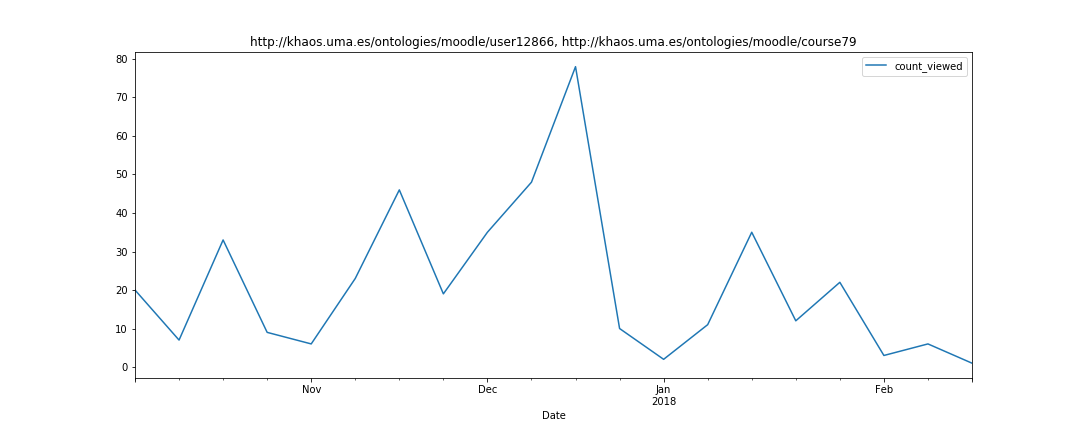 http://khaos.uma.es/ontologies/moodle/user12866, http://khaos.uma.es/ontologies/moodle/course79
count_viewed
80
70
60
50
40
30
20
10
0
Nov
Dec
Jan
2018
Feb
Date